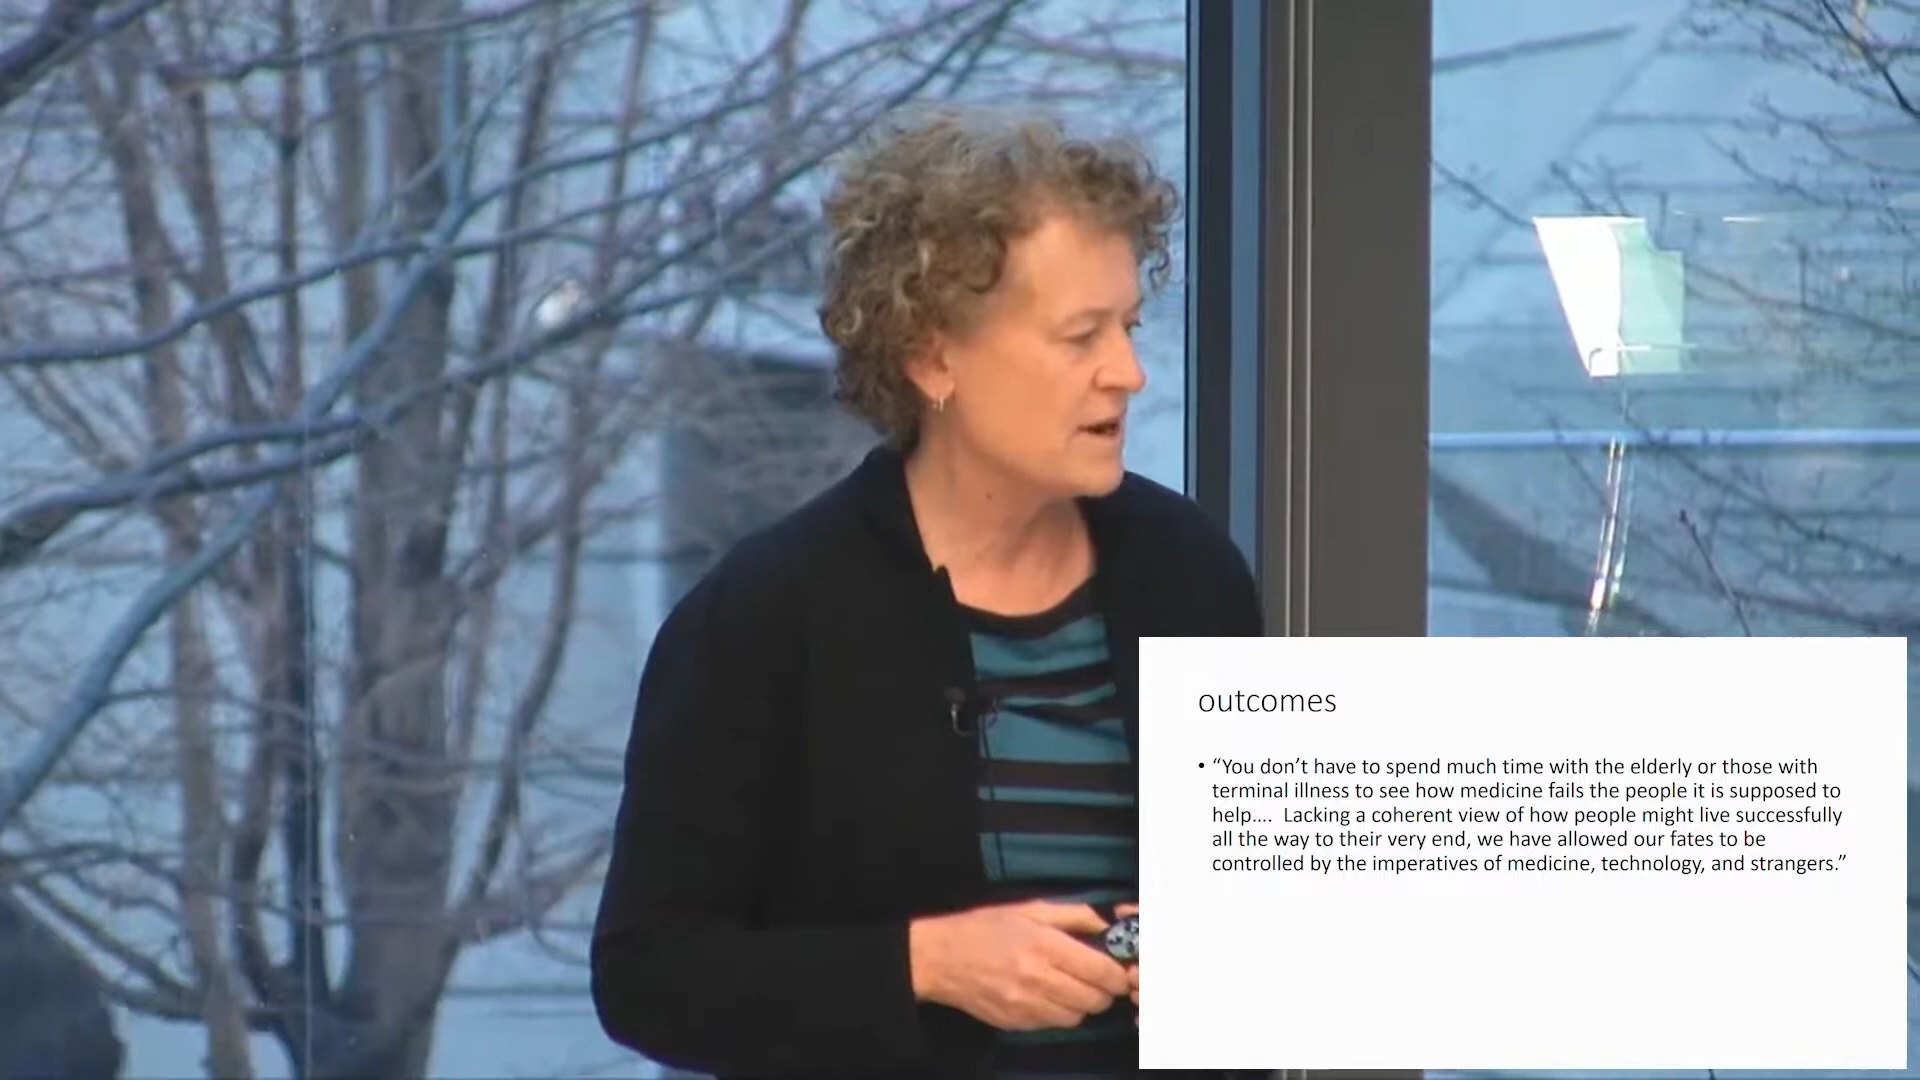 outcomes
• “You don’t have to spend much time with the elderly or those with
terminal illness to see how medicine fails the people it is supposed to
help….  Lacking a coherent view of how people might live successfully
all the way to their very end, we have allowed our fates to be
controlled by the imperatives of medicine, technology, and strangers.”